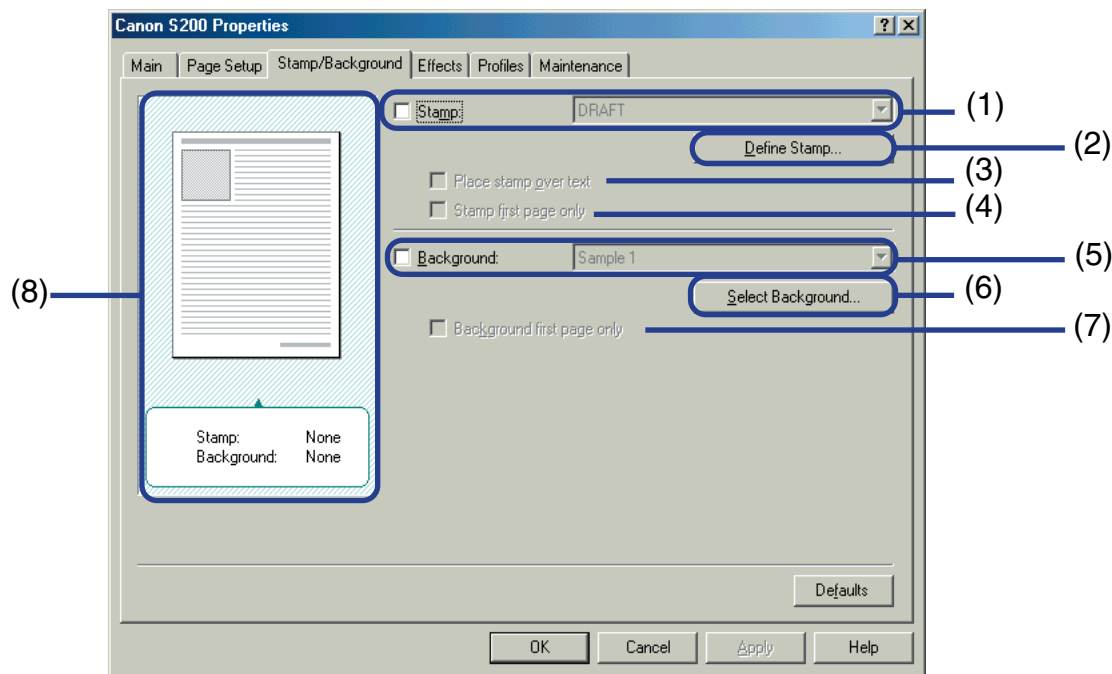 Canon S200 Properties
Main Page Setup Stamp/Background Effects Profiles Maintenance
Stamp: DRAFT (1)
Define Stamp... (2)
Place stamp over text (3)
Stamp first page only (4)
Background: Sample 1 (5)
Select Background... (6)
Background first page only (7)
(8)
Stamp: None
Background: None
Defaults
OK Cancel Apply Help